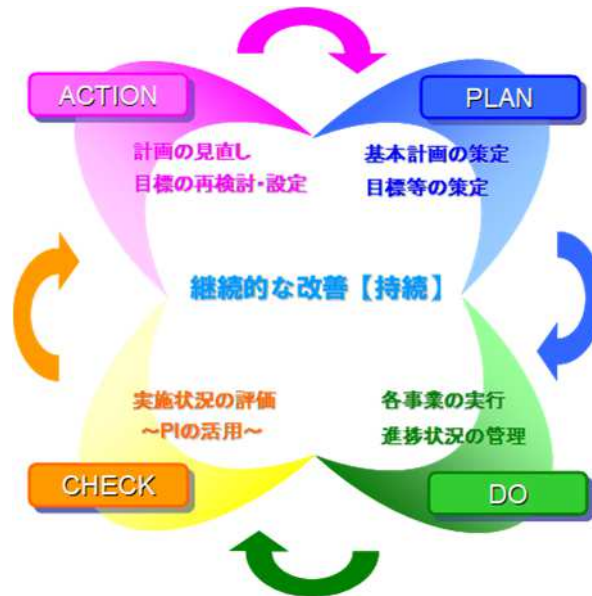 ACTION
計画の見直し
目標の再検討・設定
PLAN
基本計画の策定
目標等の策定
継続的な改善【持続】
実施状況の評価
～PIの活用～
CHECK
各事業の実行
進捗状況の管理
DO